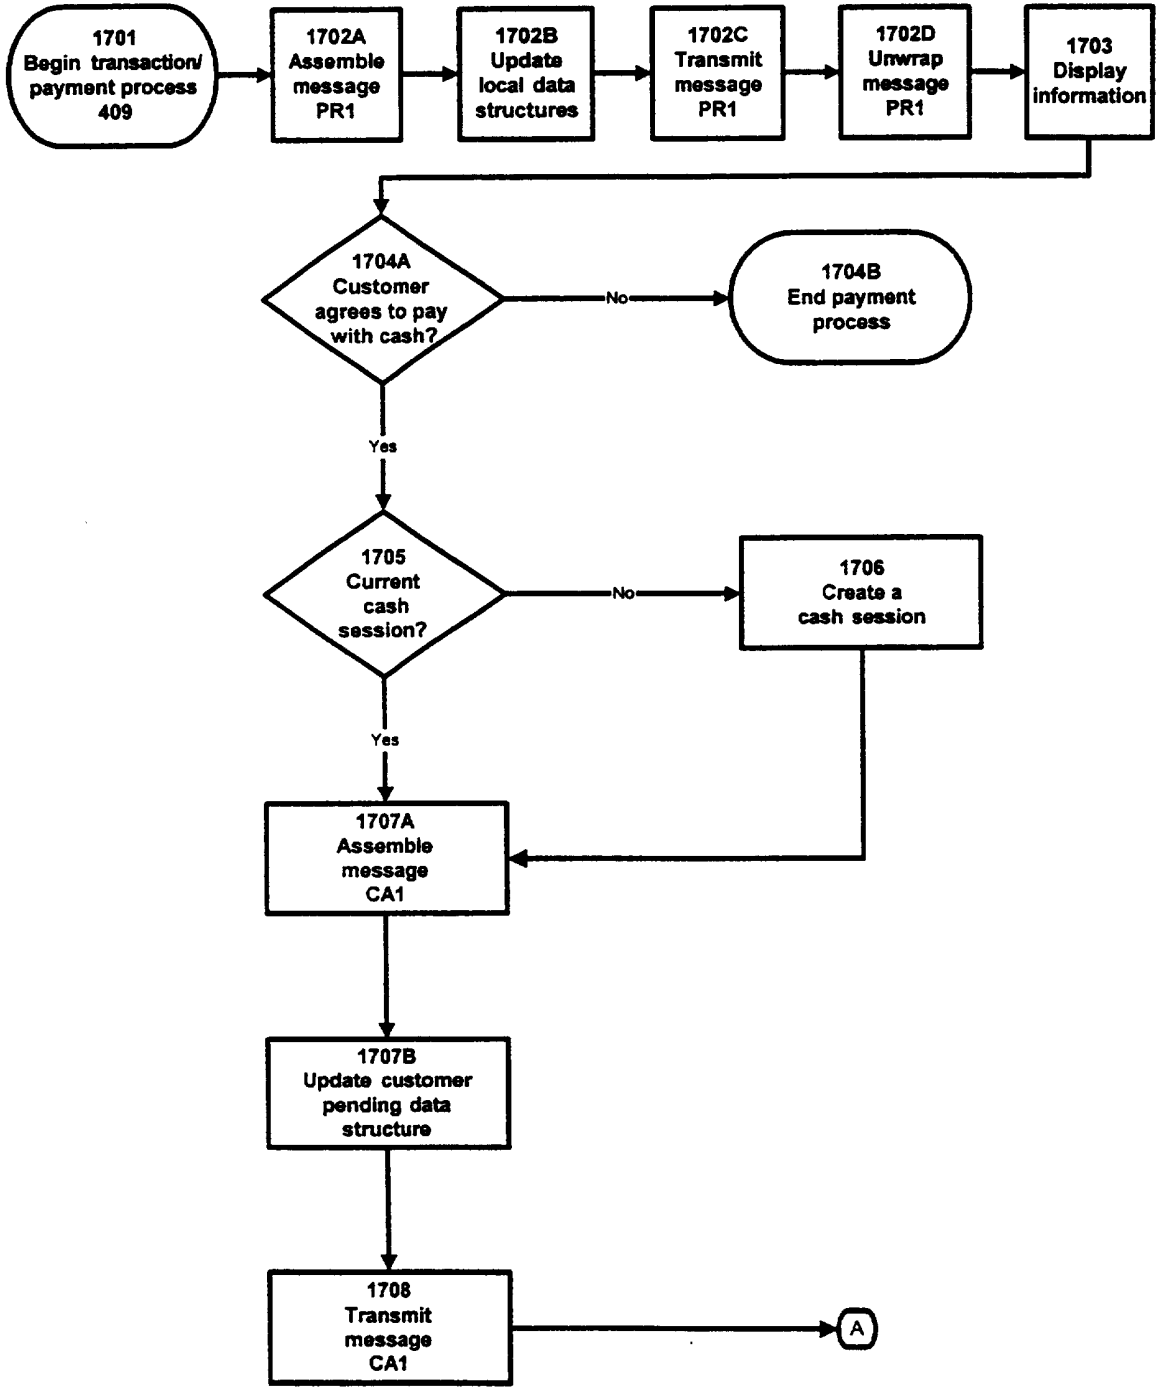 1701
Begin transaction/
payment process
409
1702A
Assemble
message
PR1
1702B
Update
local data
structures
1702C
Transmit
message
PR1
1702D
Unwrap
message
PR1
1703
Display
information
1704A
Customer
agrees to pay
with cash?
No
1704B
End payment
process
Yes
1705
Current
cash
session?
No
1706
Create a
cash session
Yes
1707A
Assemble
message
CA1
1707B
Update customer
pending data
structure
1708
Transmit
message
CA1
A